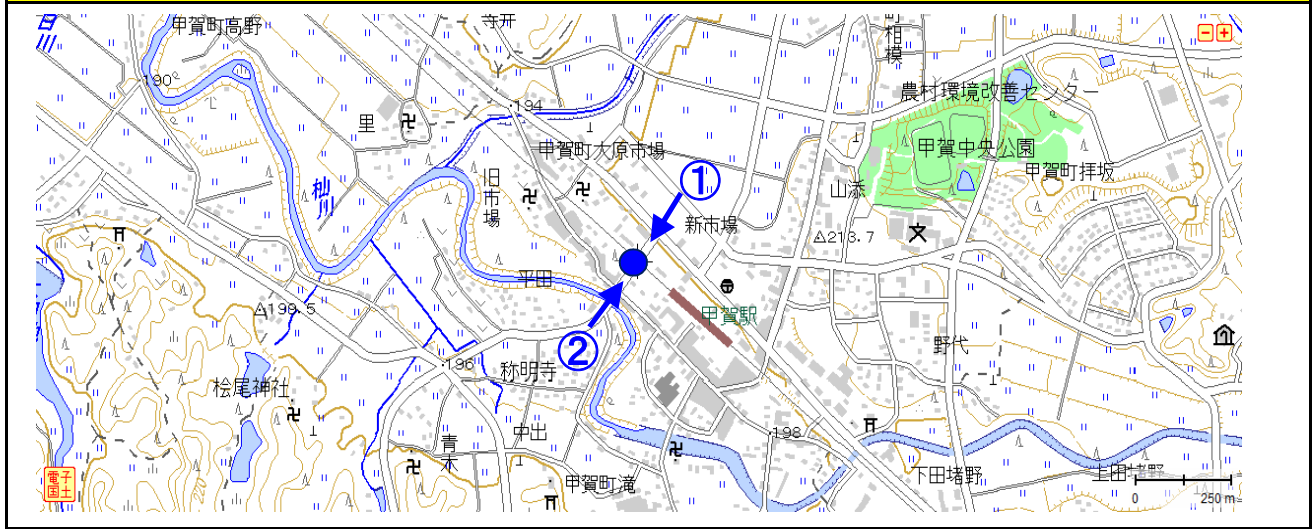 甲賀町高野
寺井
町相模
190
194
里
農村環境改善センター
甲賀町大原市場
甲賀中央公園
甲賀町拝坂
旧市場
杣川
①
山添
新市場
△213.7
平田
甲賀駅
△199.5
②
野代
196
称明寺
桧尾神社
中出
青木
198
甲賀町滝
下田堵野
上田堵野
220
電子国土
0 250 m